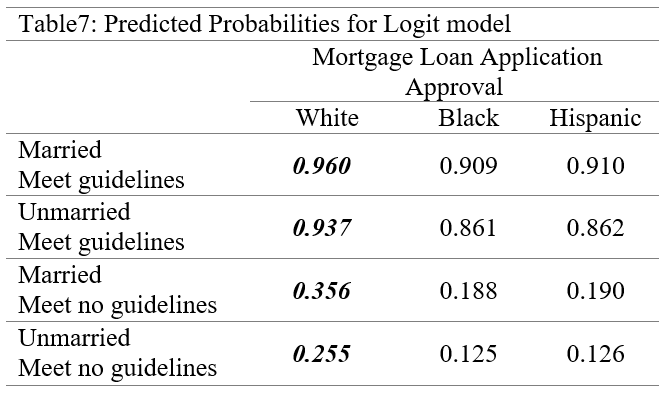 Table7: Predicted Probabilities for Logit model
Mortgage Loan Application
Approval
White Black Hispanic
Married
Meet guidelines 0.960 0.909 0.910
Unmarried
Meet guidelines 0.937 0.861 0.862
Married
Meet no guidelines 0.356 0.188 0.190
Unmarried
Meet no guidelines 0.255 0.125 0.126